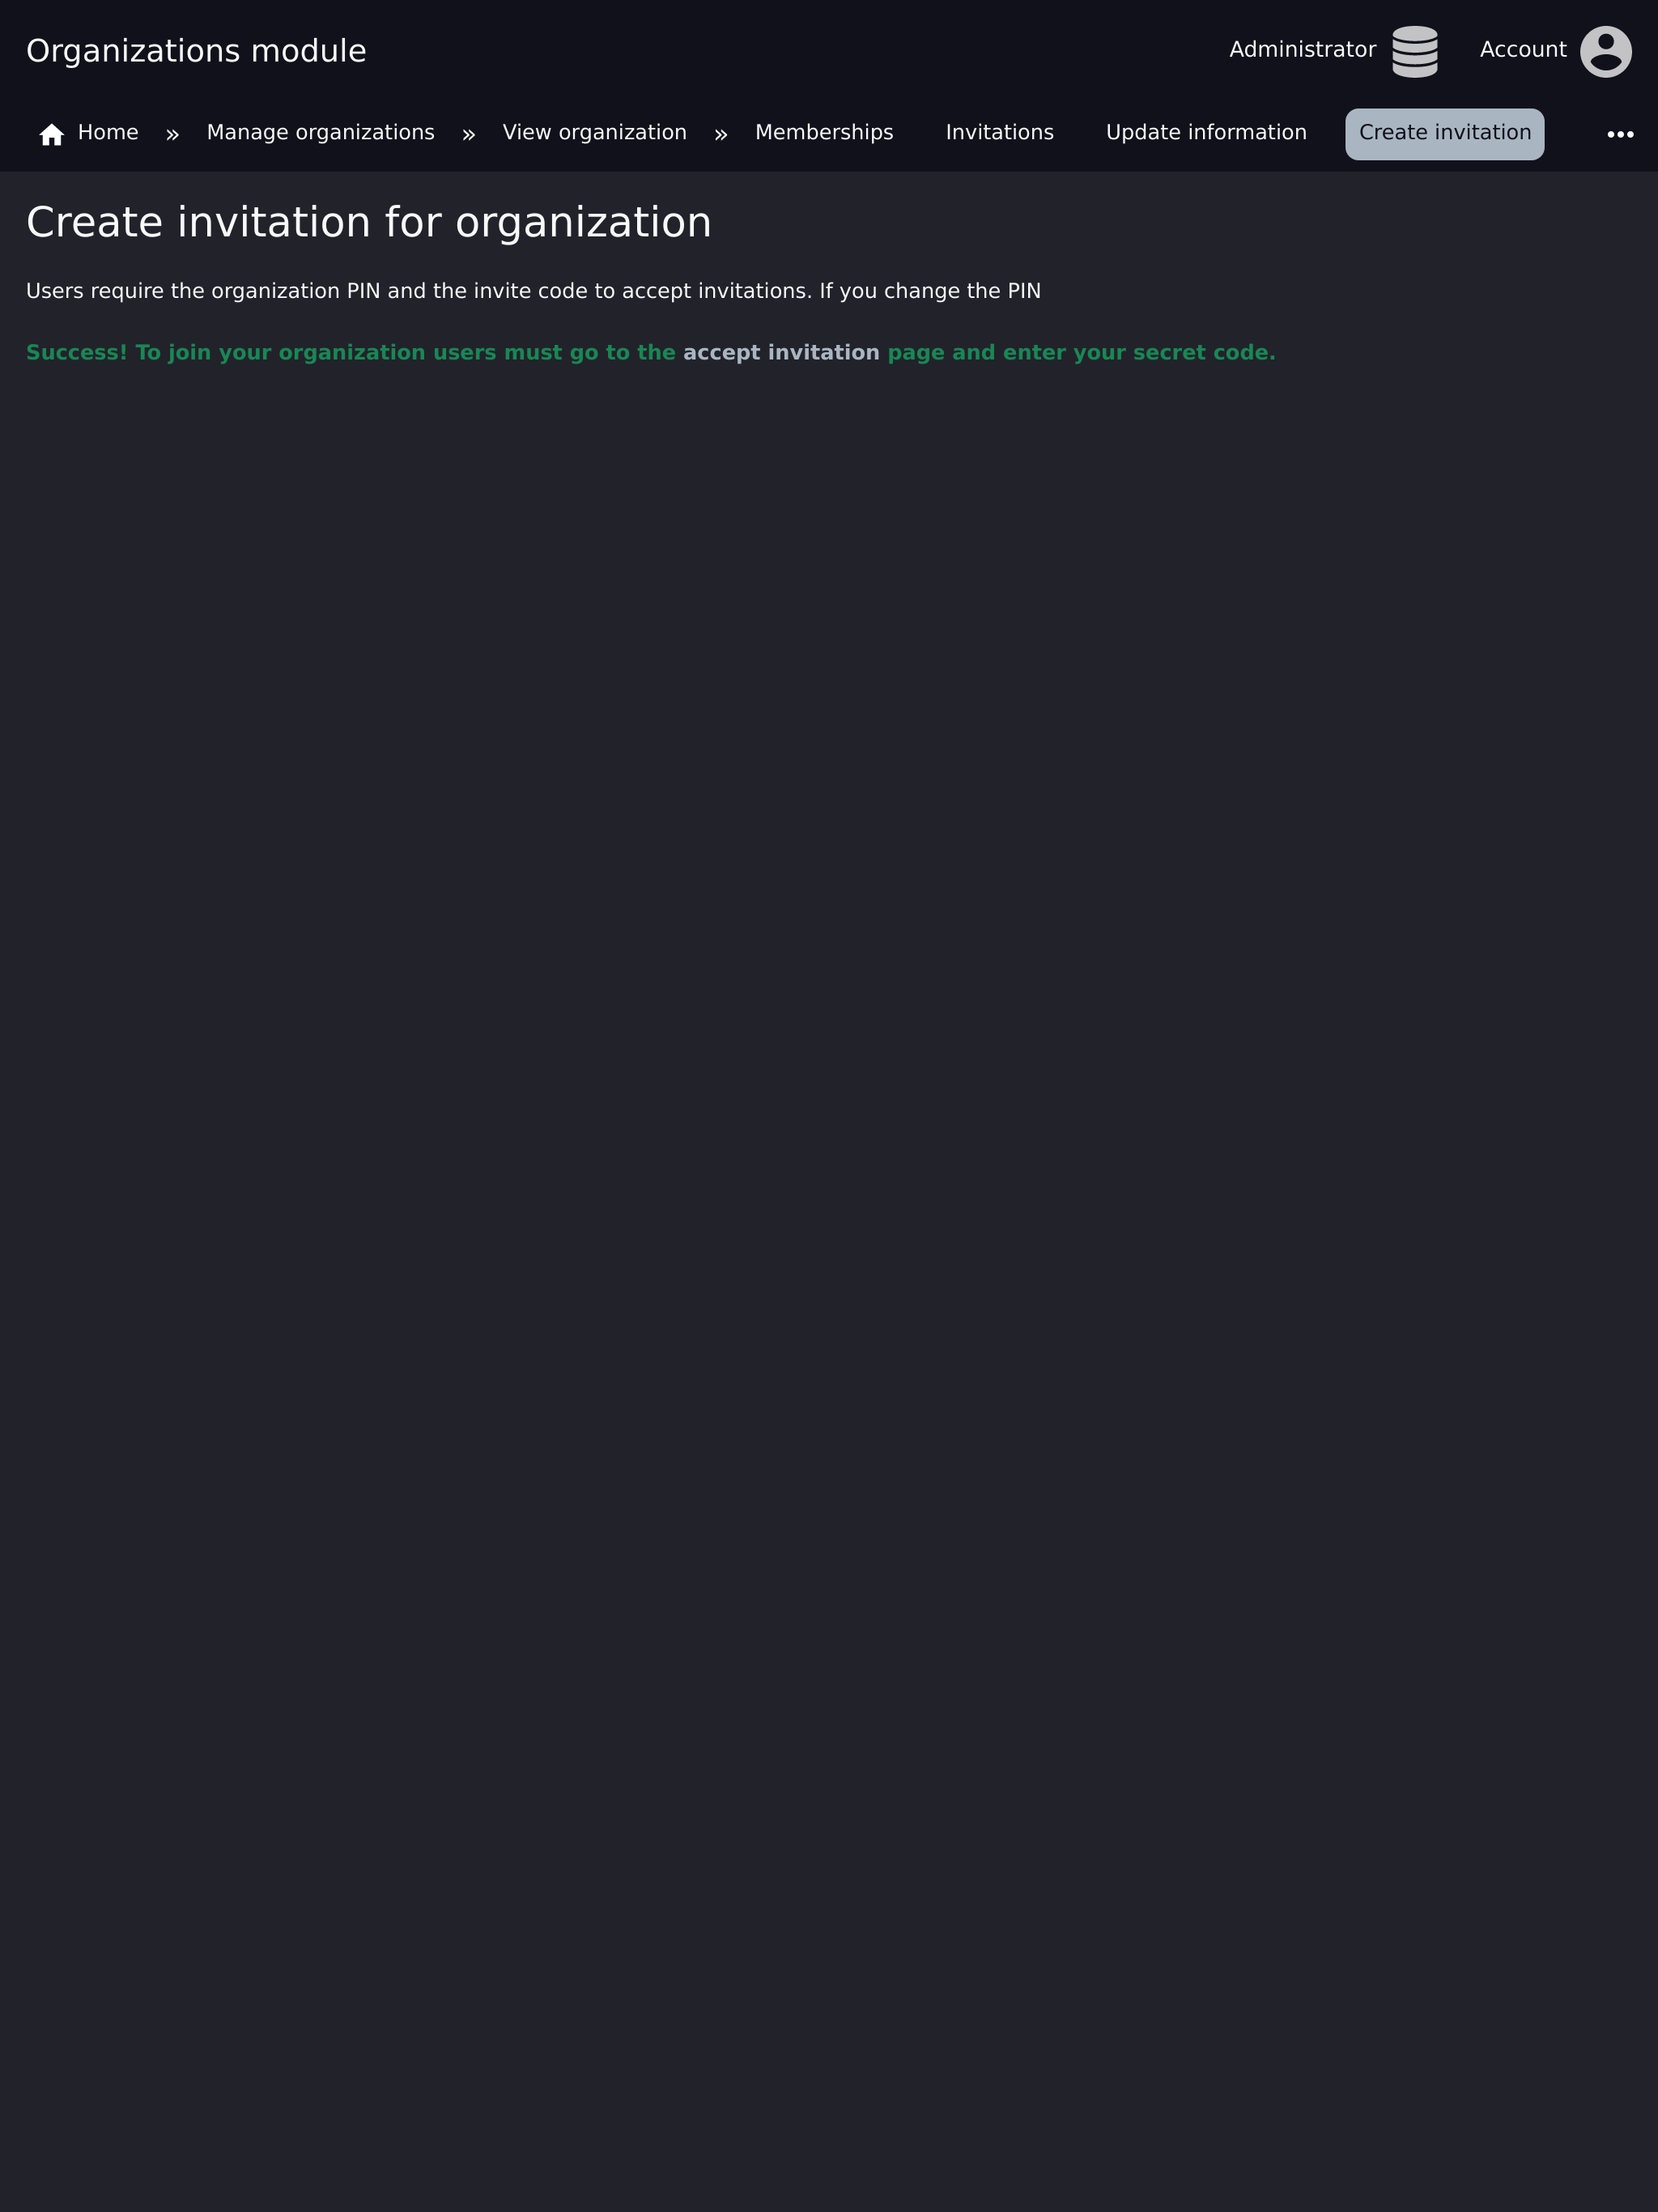 Organizations module
Administrator
Account
Home » Manage organizations » View organization » Memberships Invitations Update information Create invitation
Create invitation for organization
Users require the organization PIN and the invite code to accept invitations. If you change the PIN
Success! To join your organization users must go to the accept invitation page and enter your secret code.